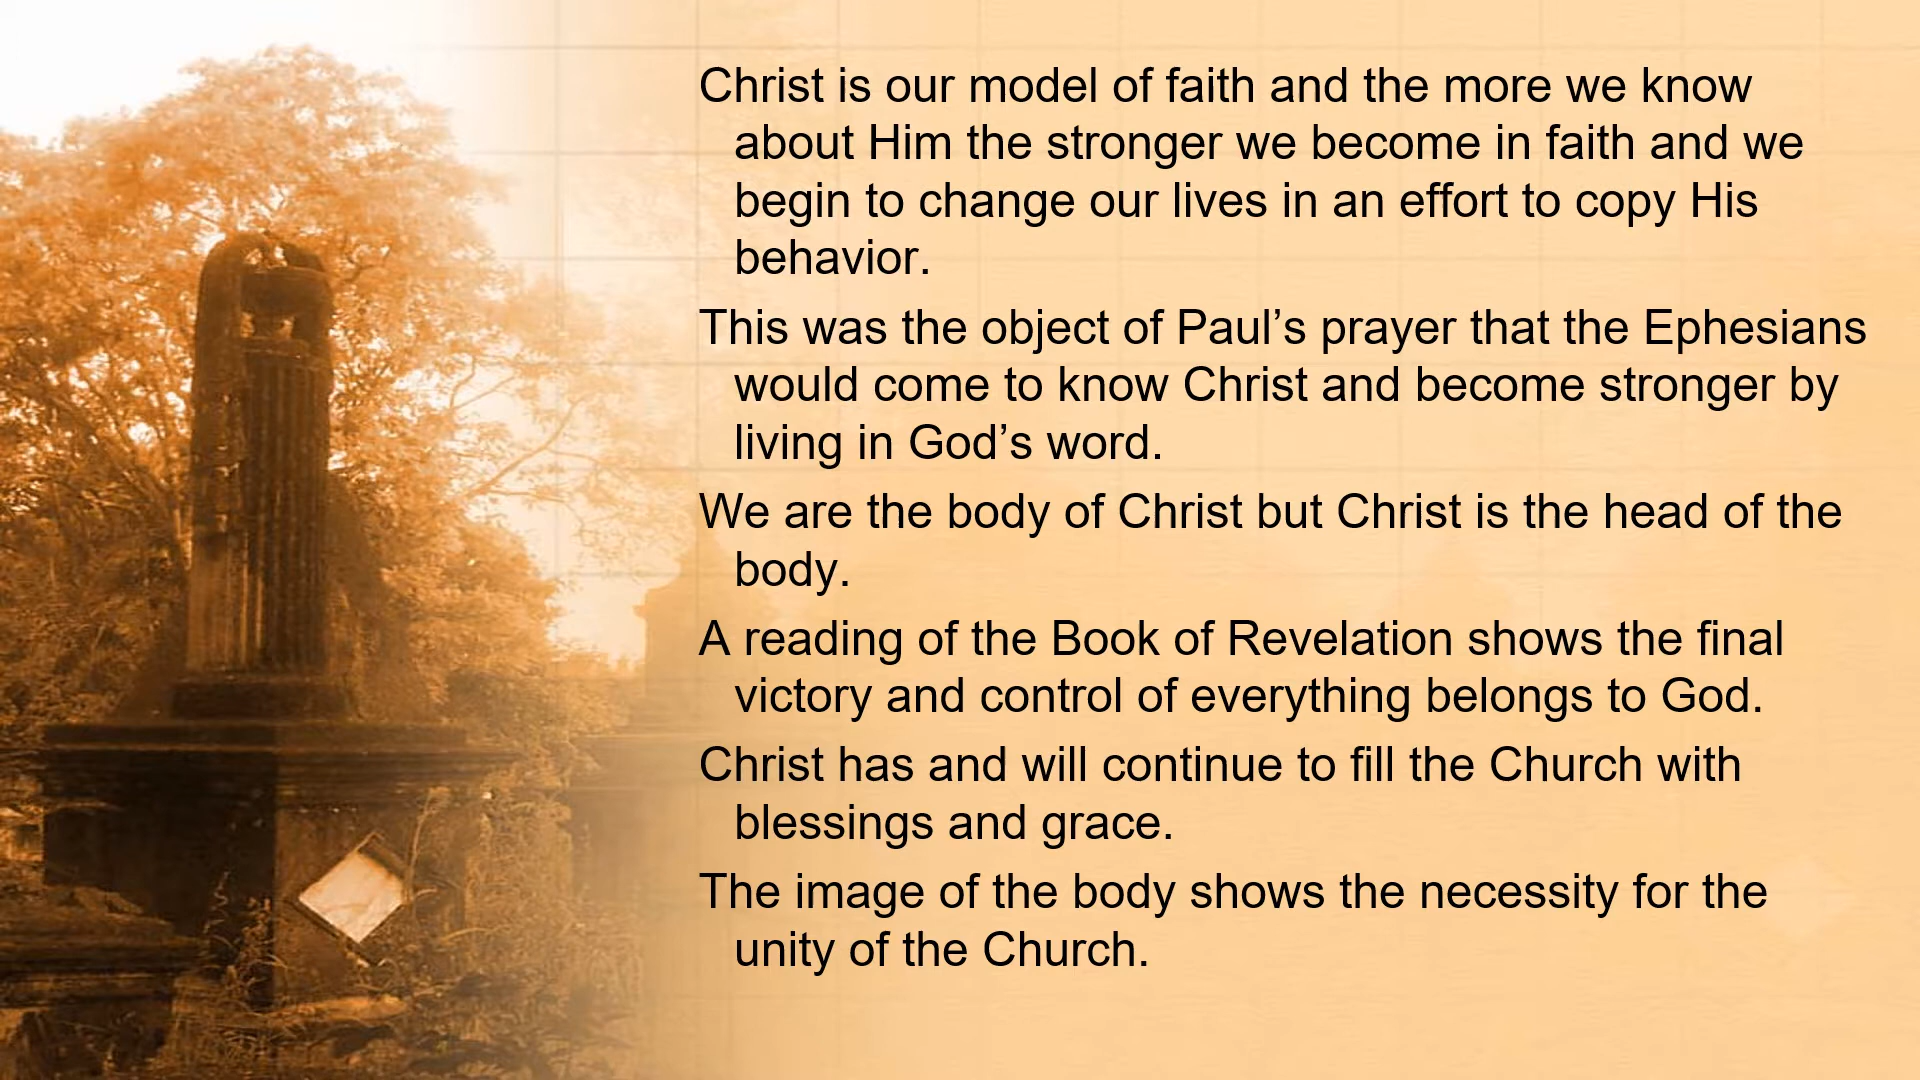 Christ is our model of faith and the more we know
about Him the stronger we become in faith and we
begin to change our lives in an effort to copy His
behavior.
This was the object of Paul’s prayer that the Ephesians
would come to know Christ and become stronger by
living in God’s word.
We are the body of Christ but Christ is the head of the
body.
A reading of the Book of Revelation shows the final
victory and control of everything belongs to God.
Christ has and will continue to fill the Church with
blessings and grace.
The image of the body shows the necessity for the
unity of the Church.